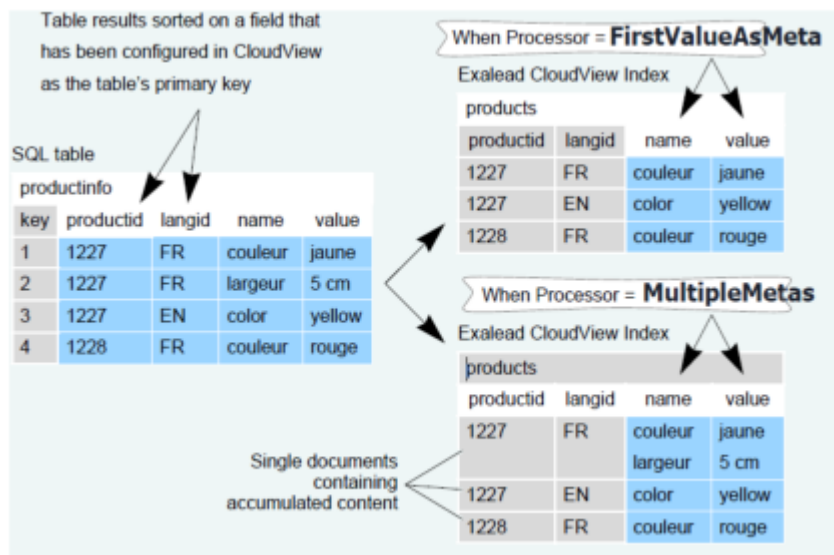 Table results sorted on a field that
has been configured in CloudView
as the table's primary key
SQL table
productinfo
key productid langid name value
1 1227 FR couleur jaune
2 1227 FR largeur 5 cm
3 1227 EN color yellow
4 1228 FR couleur rouge
When Processor = FirstValueAsMeta
Exalead CloudView Index
products
productid langid name value
1227 FR couleur jaune
1227 EN color yellow
1228 FR couleur rouge
When Processor = MultipleMetas
Exalead CloudView Index
products
productid langid name value
1227 FR couleur jaune
largeur 5 cm
1227 EN color yellow
1228 FR couleur rouge
Single documents
containing
accumulated content